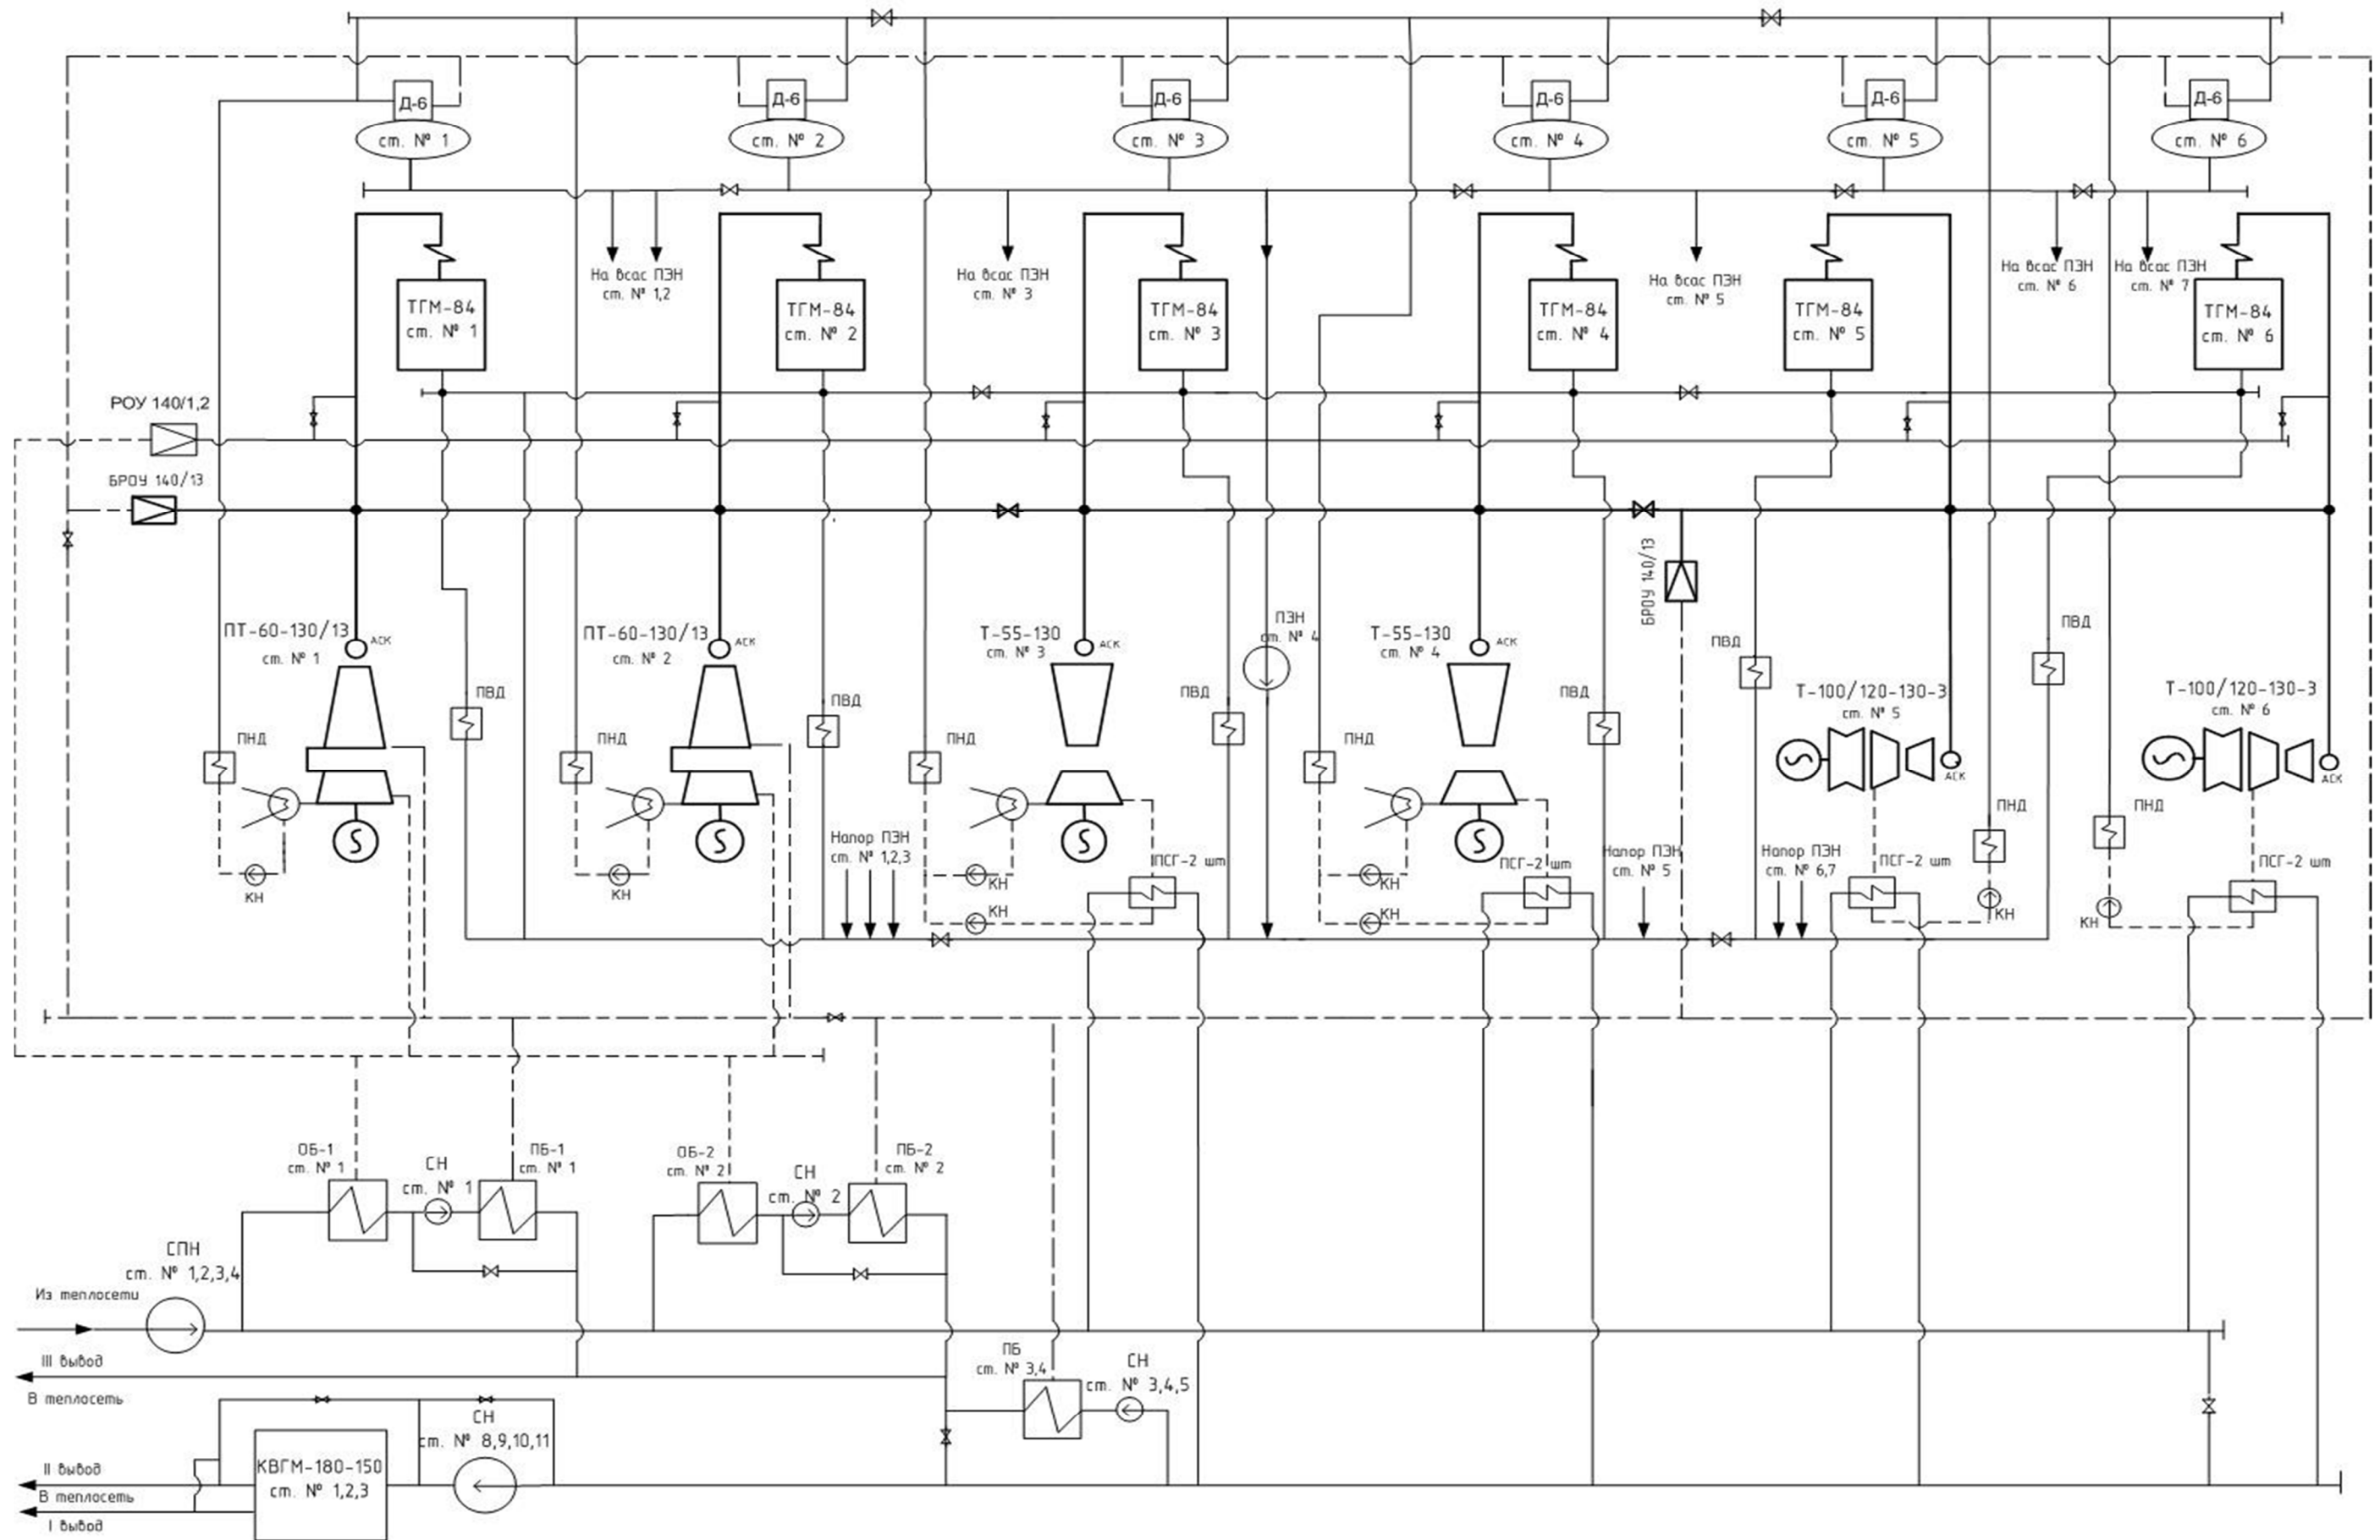 Д-6
ст. № 1
Д-6
ст. № 2
Д-6
ст. № 3
Д-6
ст. № 4
Д-6
ст. № 5
Д-6
ст. № 6
На всас ПЭН
ст. № 1,2
На всас ПЭН
ст. № 3
На всас ПЭН
ст. № 5
На всас ПЭН
ст. № 6
На всас ПЭН
ст. № 7
ТГМ-84
ст. № 1
ТГМ-84
ст. № 2
ТГМ-84
ст. № 3
ТГМ-84
ст. № 4
ТГМ-84
ст. № 5
ТГМ-84
ст. № 6
РОУ 140/1,2
БРОУ 140/13
БРОУ 140/13
ПТ-60-130/13
ст. № 1
АСК
ПТ-60-130/13
ст. № 2
АСК
Т-55-130
ст. № 3
АСК
ПЭН
ст. № 4
Т-55-130
ст. № 4
АСК
Т-100/120-130-3
ст. № 5
АСК
Т-100/120-130-3
ст. № 6
АСК
ПВД
ПВД
ПВД
ПВД
ПВД
ПВД
ПНД
ПНД
ПНД
ПНД
ПНД
ПНД
S
S
S
S
КН
КН
КН
КН
КН
КН
КН
КН
Напор ПЭН
ст. № 1,2,3
Напор ПЭН
ст. № 5
Напор ПЭН
ст. № 6,7
ПСГ-2 шт
ПСГ-2 шт
ПСГ-2 шт
ПСГ-2 шт
ОБ-1
ст. № 1
СН
ст. № 1
ПБ-1
ст. № 1
ОБ-2
ст. № 2
СН
ст. № 2
ПБ-2
ст. № 2
СПН
ст. № 1,2,3,4
Из теплосети
III вывод
В теплосеть
ПБ
ст. № 3,4
СН
ст. № 3,4,5
СН
ст. № 8,9,10,11
КВГМ-180-150
ст. № 1,2,3
II вывод
В теплосеть
I вывод